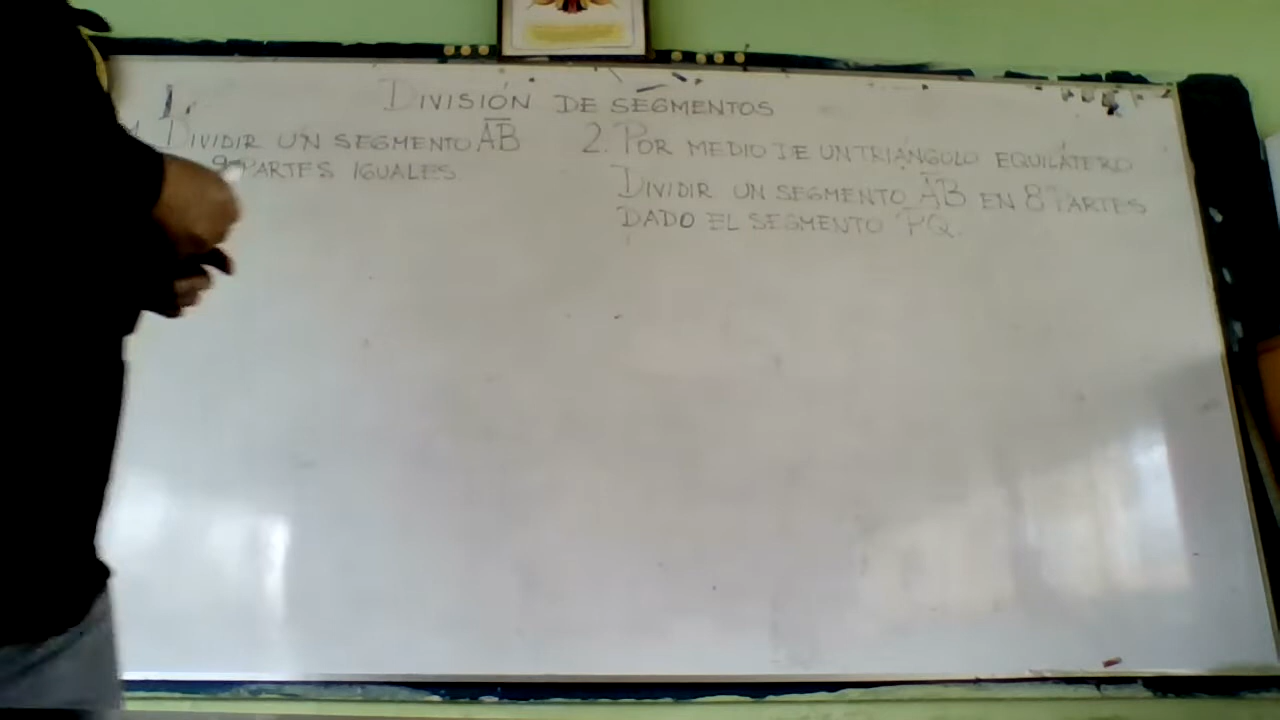 DIVISIÓN DE SEGMENTOS
1. DIVIDIR UN SEGMENTO AB
9 PARTES IGUALES
2. POR MEDIO DE UN TRIÁNGULO EQUILÁTERO
DIVIDIR UN SEGMENTO AB EN 8 PARTES
DADO EL SEGMENTO PQ.